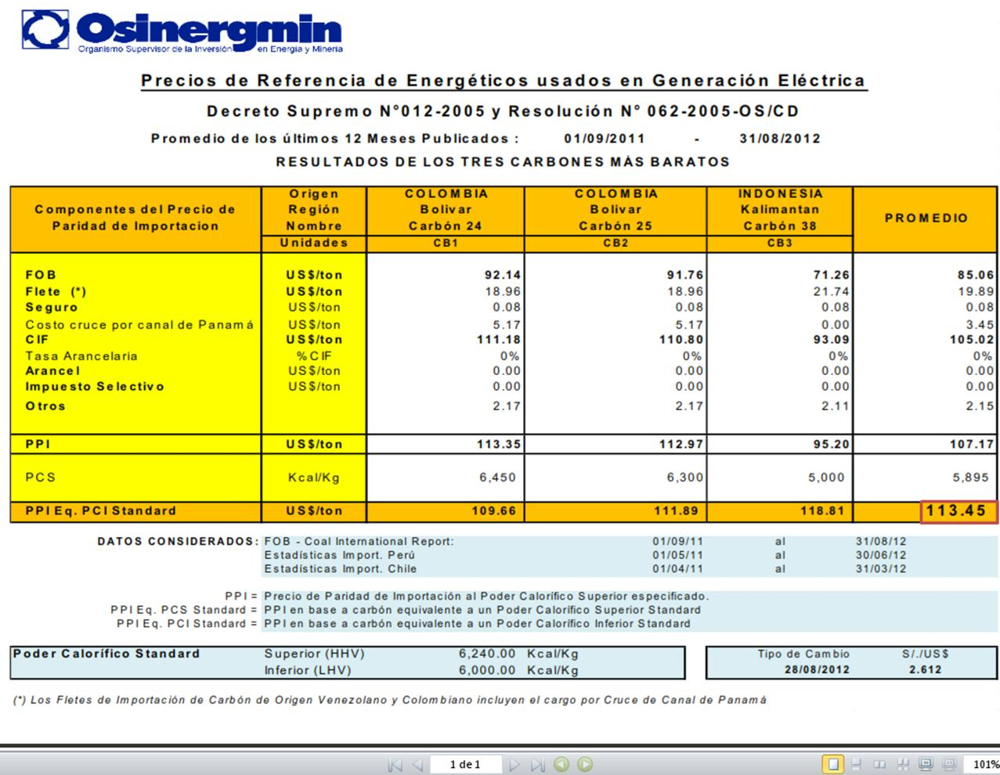 Osinergmin
Organismo Supervisor de la Inversión en Energía y Minería
Precios de Referencia de Energéticos usados en Generación Eléctrica
Decreto Supremo N°012-2005 y Resolución N° 062-2005-OS/CD
Promedio de los últimos 12 Meses Publicados : 01/09/2011 - 31/08/2012
RESULTADOS DE LOS TRES CARBONES MÁS BARATOS
Origen COLOMBIA COLOMBIA INDONESIA
Componentes del Precio de Región Bolivar Bolivar Kalimantan PROMEDIO
Paridad de Importacion Nombre Carbón 24 Carbón 25 Carbón 38
Unidades CB1 CB2 CB3
FOB US$/ton 92.14 91.76 71.26 85.06
Flete (*) US$/ton 18.96 18.96 21.74 19.89
Seguro US$/ton 0.08 0.08 0.08 0.08
Costo cruce por canal de Panamá US$/ton 5.17 5.17 0.00 3.45
CIF US$/ton 111.18 110.80 93.09 105.02
Tasa Arancelaria % CIF 0% 0% 0% 0%
Arancel US$/ton 0.00 0.00 0.00 0.00
Impuesto Selectivo US$/ton 0.00 0.00 0.00 0.00
Otros 2.17 2.17 2.11 2.15
PPI US$/ton 113.35 112.97 95.20 107.17
PCS Kcal/Kg 6,450 6,300 5,000 5,895
PPI Eq. PCI Standard US$/ton 109.66 111.89 118.81 113.45
DATOS CONSIDERADOS: FOB - Coal International Report: 01/09/11 al 31/08/12
Estadísticas Import. Perú 01/05/11 al 30/06/12
Estadísticas Import. Chile 01/04/11 al 31/03/12
PPI = Precio de Paridad de Importación al Poder Calorífico Superior especificado.
PPI Eq. PCS Standard = PPI en base a carbón equivalente a un Poder Calorífico Superior Standard
PPI Eq. PCI Standard = PPI en base a carbón equivalente a un Poder Calorífico Inferior Standard
Poder Calorífico Standard Superior (HHV) 6,240.00 Kcal/Kg Tipo de Cambio S/./US$
Inferior (LHV) 6,000.00 Kcal/Kg 28/08/2012 2.612
(*) Los Fletes de Importación de Carbón de Origen Venezolano y Colombiano incluyen el cargo por Cruce de Canal de Panamá
1 de 1 101%